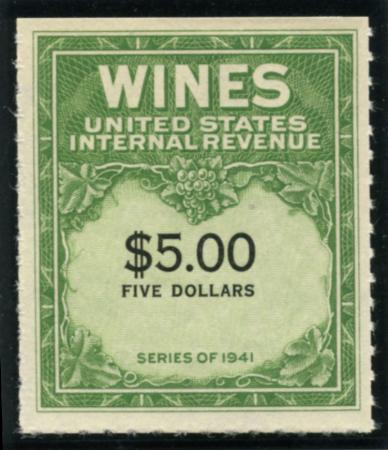 WINES
UNITED STATES
INTERNAL REVENUE
$5.00
FIVE DOLLARS
SERIES OF 1941